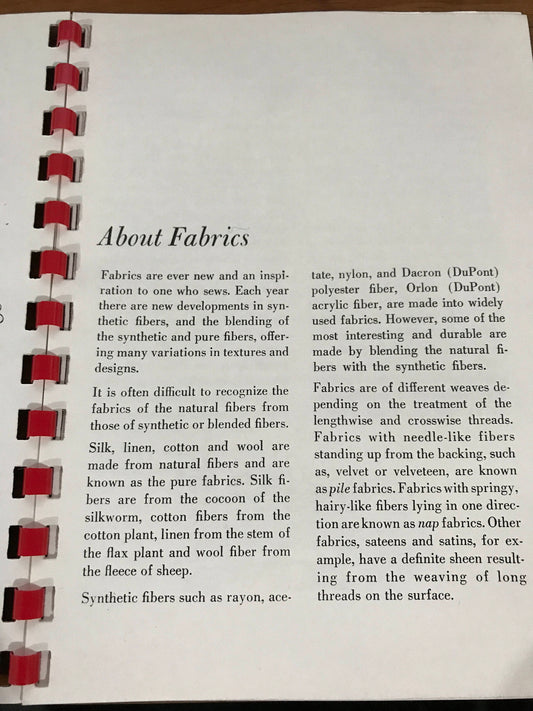 About Fabrics
Fabrics are ever new and an inspi-
ration to one who sews. Each year
there are new developments in syn-
thetic fibers, and the blending of
the synthetic and pure fibers, offer-
ing many variations in textures and
designs.
It is often difficult to recognize the
fabrics of the natural fibers from
those of synthetic or blended fibers.
Silk, linen, cotton and wool are
made from natural fibers and are
known as the pure fabrics. Silk fi-
bers are from the cocoon of the
silkworm, cotton fibers from the
cotton plant, linen from the stem of
the flax plant and wool fiber from
the fleece of sheep.
Synthetic fibers such as rayon, ace-
tate, nylon, and Dacron (DuPont)
polyester fiber, Orlon (DuPont)
acrylic fiber, are made into widely
used fabrics. However, some of the
most interesting and durable are
made by blending the natural fi-
bers with the synthetic fibers.
Fabrics are of different weaves de-
pending on the treatment of the
lengthwise and crosswise threads.
Fabrics with needle-like fibers
standing up from the backing, such
as, velvet or velveteen, are known
as pile fabrics. Fabrics with springy,
hairy-like fibers lying in one direc-
tion are known as nap fabrics. Other
fabrics, sateens and satins, for ex-
ample, have a definite sheen result-
ing from the weaving of long
threads on the surface.